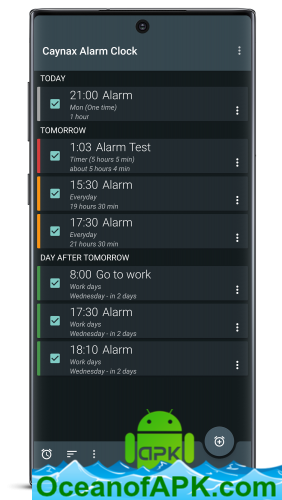 Caynax Alarm Clock
TODAY
21:00 Alarm
Mon (One time)
1 hour
TOMORROW
1:03 Alarm Test
Timer (5 hours 5 min)
about 5 hours 4 min
15:30 Alarm
Everyday
19 hours 30 min
17:30 Alarm
Everyday
21 hours 30 min
DAY AFTER TOMORROW
8:00 Go to work
Work days
Wednesday - in 2 days
17:30 Alarm
Work days
Wednesday - in 2 days
18:10 Alarm
Work days
Wednesday - in 2 days
APK
OceanofAPK.com